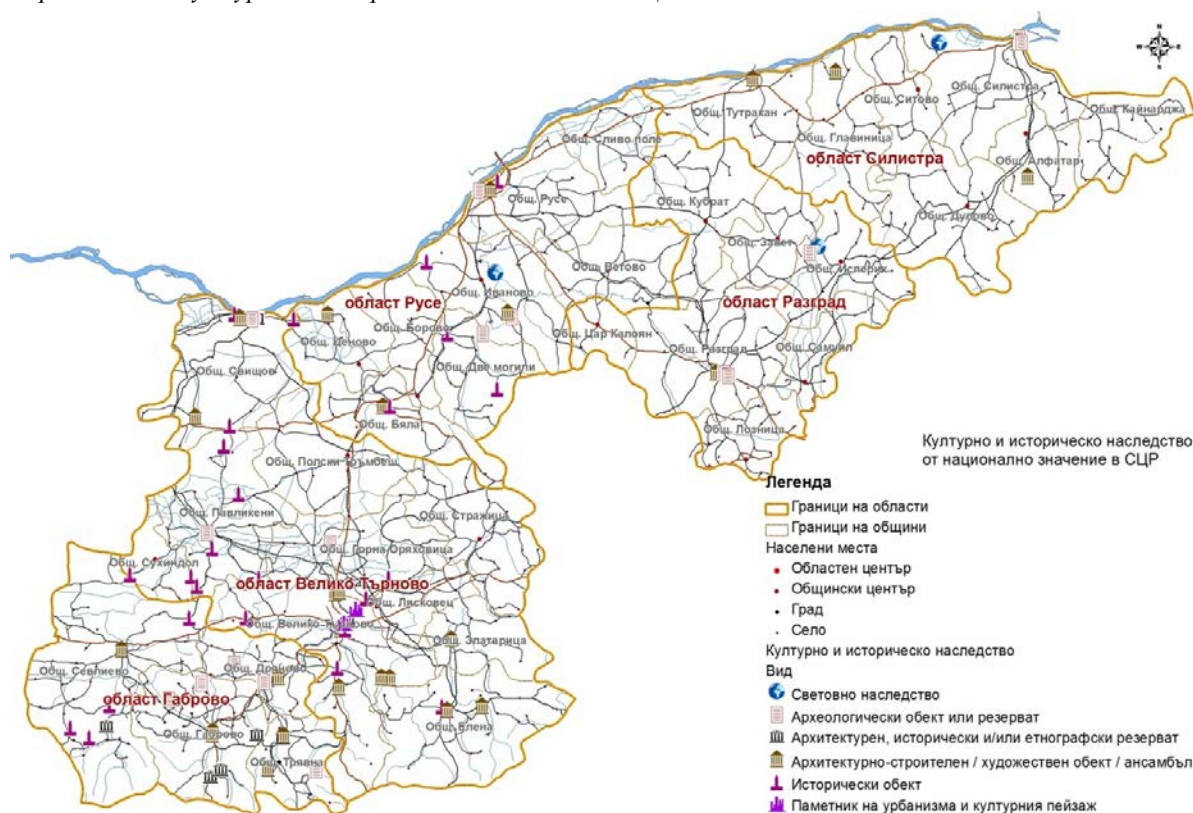 W E
S
Общ. Силистра
Общ. Ситово
Общ. Кайнарджа
Общ. Тутракан
Общ. Главиница
Общ. Сливо поле
област Силистра
Общ. Алфатар
Общ. Русе
Общ. Кубрат
Общ. Дулово
Общ. Завет
Общ. Ветово
Общ. Исперих
Общ. Иваново
област Русе
област Разград
Общ. Борово
Общ. Цар Калоян
Общ. Ценово
Общ. Разград
Общ. Самуил
Общ. Две могили
Общ. Свищов
Общ. Бяла
Общ. Лозница
Културно и историческо наследство
от национално значение в СЦР
Общ. Полски Тръмбеш
Легенда
Граници на области
Граници на общини
Населени места
Областен център
Общински център
Град
Село
Културно и историческо наследство
Вид
Световно наследство
Археологически обект или резерват
Архитектурен, исторически и/или етнографски резерват
Архитектурно-строителен / художествен обект / ансамбъл
Исторически обект
Паметник на урбанизма и културния пейзаж
Общ. Павликени
Общ. Стражица
Общ. Горна Оряховица
Общ. Сухиндол
област Велико Търново
Общ. Лясковец
Общ. Велико Търново
Общ. Златарица
Общ. Севлиево
Общ. Дряново
област Габрово
Общ. Габрово
Общ. Елена
Общ. Трявна